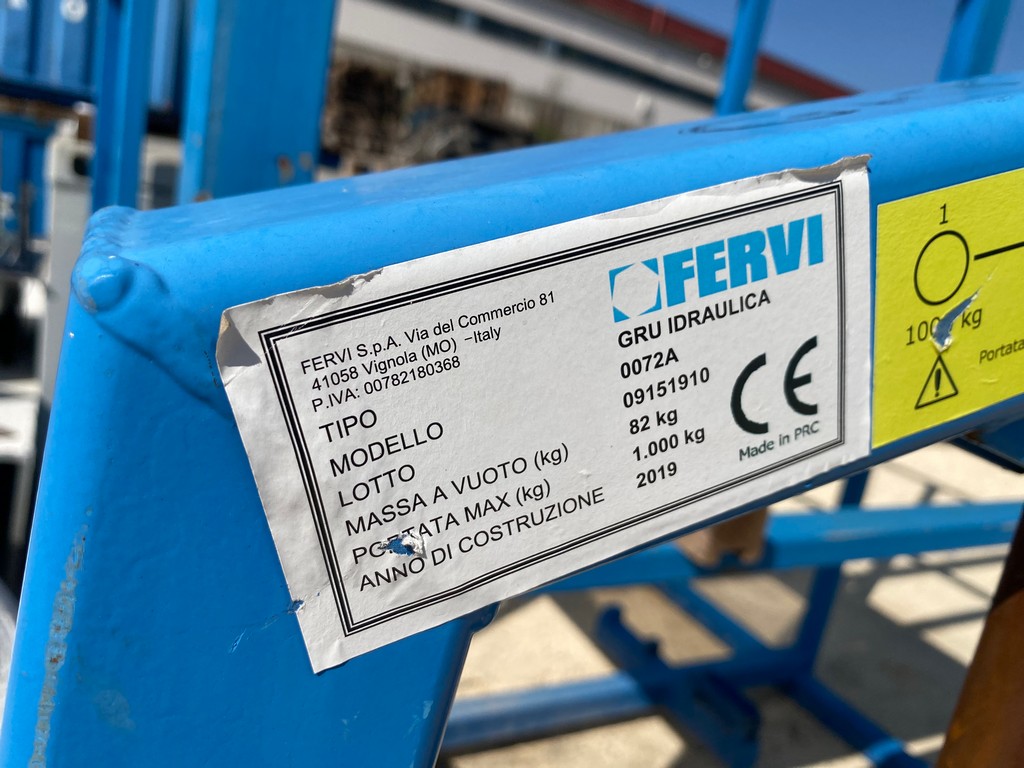 FERVI
FERVI S.p.A. Via del Commercio 81
41058 Vignola (MO) –Italy
P.IVA: 00782180368
TIPO GRU IDRAULICA
MODELLO 0072A
LOTTO 09151910
MASSA A VUOTO (kg) 82 kg
PORTATA MAX (kg) 1.000 kg
ANNO DI COSTRUZIONE 2019
CE
Made in PRC
1
kg
Portata